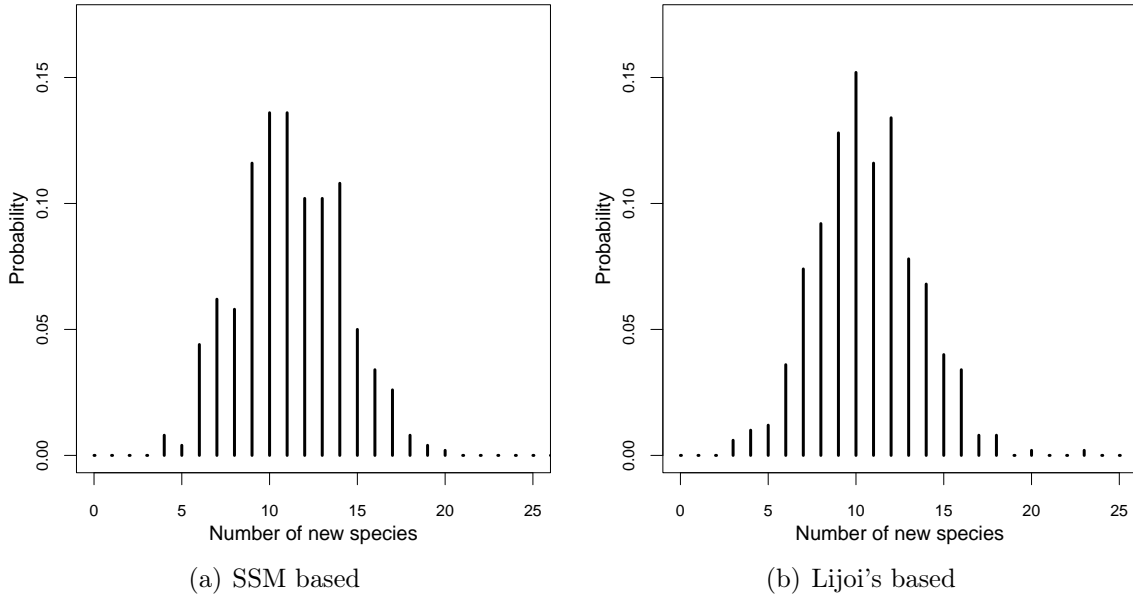 0.15
0.10
0.05
0.00
Probability
0 5 10 15 20 25
Number of new species
(a) SSM based
0.15
0.10
0.05
0.00
Probability
0 5 10 15 20 25
Number of new species
(b) Lijoi's based